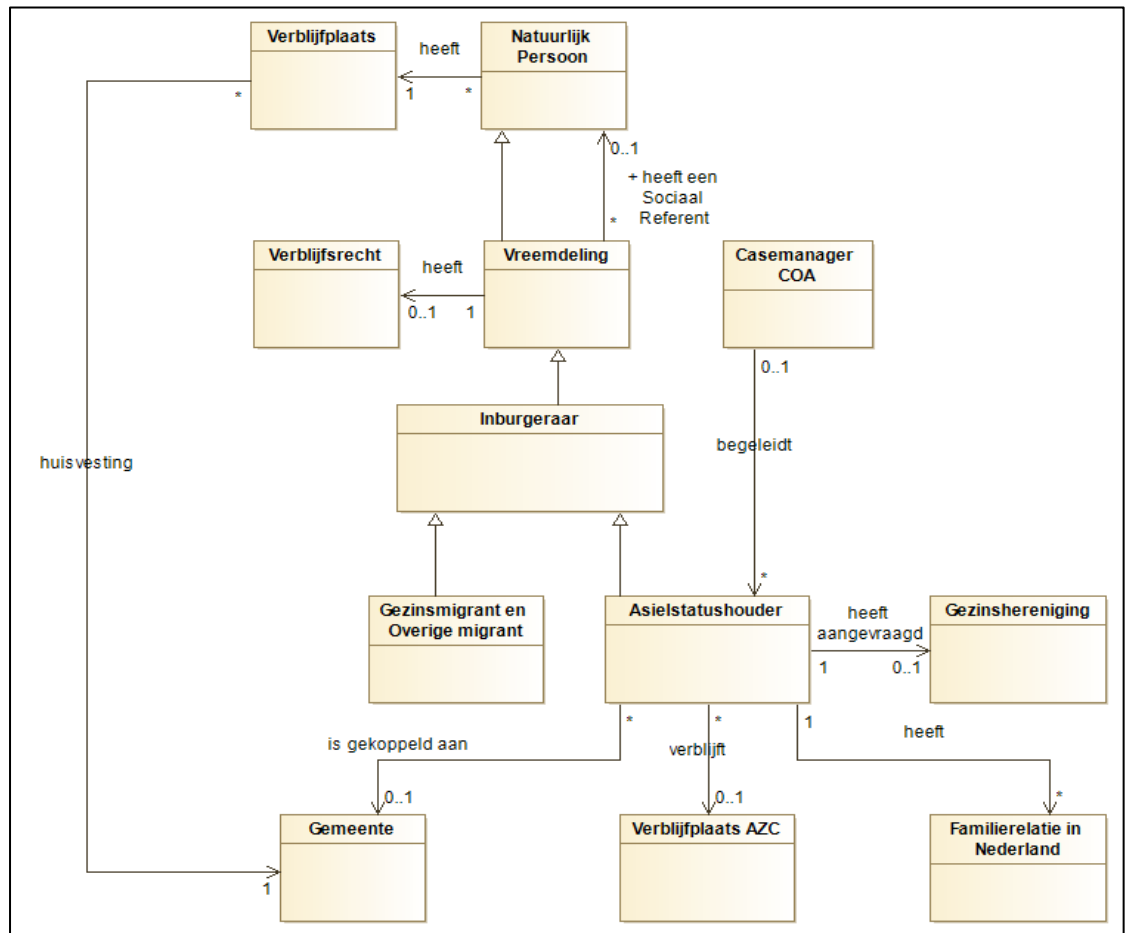 Verblijfplaats
heeft
Natuurlijk
Persoon
*
1
*
0..1
+ heeft een
Sociaal
Referent
*
Verblijfsrecht
heeft
Vreemdeling
Casemanager
COA
0..1
1
0..1
Inburgeraar
huisvesting
begeleidt
*
Gezinsmigrant en
Overige migrant
Asielstatushouder
heeft
aangevraagd
Gezinshereniging
1
0..1
*
*
1
is gekoppeld aan
verblijft
heeft
0..1
0..1
*
Gemeente
Verblijfplaats AZC
Familierelatie in
Nederland
1